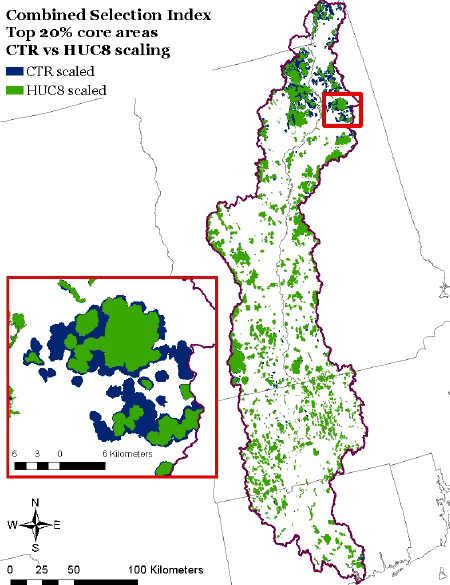 Combined Selection Index
Top 20% core areas
CTR vs HUC8 scaling
CTR scaled
HUC8 scaled
6 3 0 6 Kilometers
N
W E
S
0 25 50 100 Kilometers